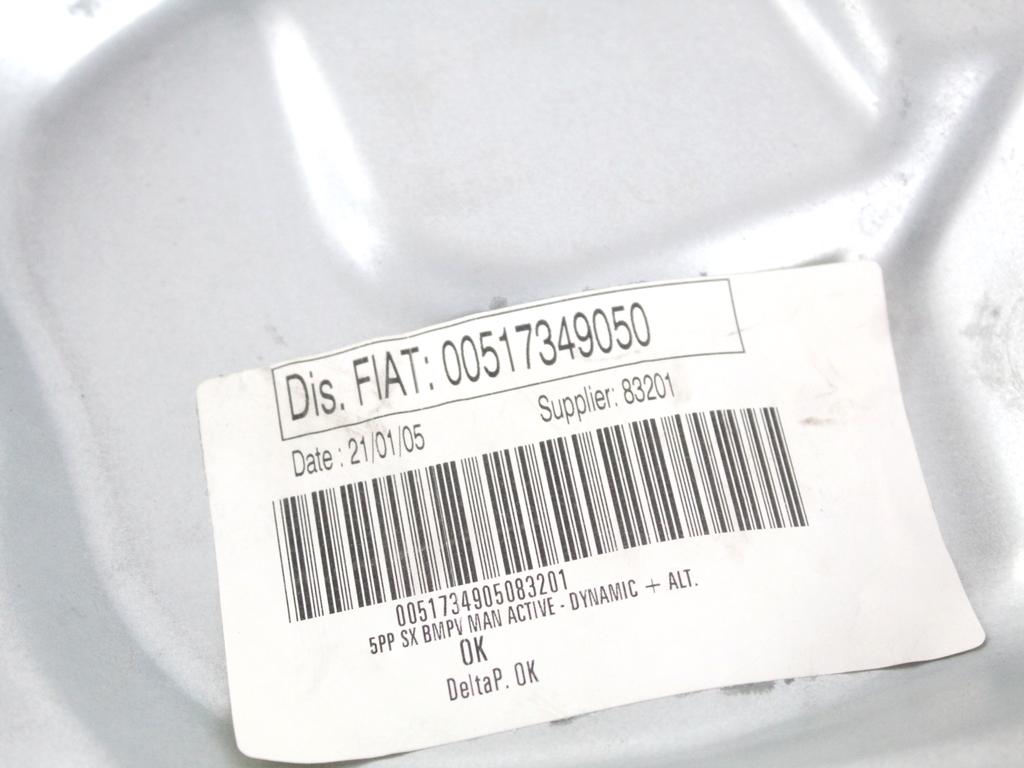 Dis. FIAT: 00517349050
Date : 21/01/05 Supplier: 83201
0051734905083201
5PP SX BMPV MAN ACTIVE - DYNAMIC + ALT.
OK
DeltaP. OK